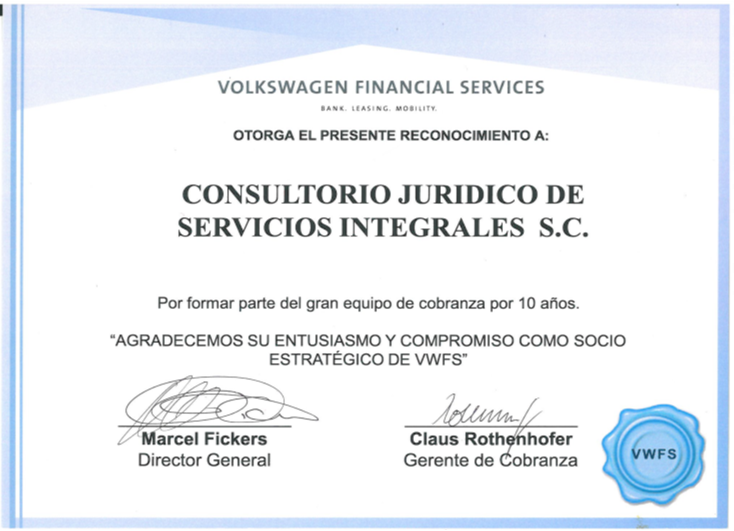 VOLKSWAGEN FINANCIAL SERVICES
BANK. LEASING. MOBILITY.
OTORGA EL PRESENTE RECONOCIMIENTO A:
CONSULTORIO JURIDICO DE
SERVICIOS INTEGRALES S.C.
Por formar parte del gran equipo de cobranza por 10 años.
“AGRADECEMOS SU ENTUSIASMO Y COMPROMISO COMO SOCIO
ESTRATÉGICO DE VWFS”
Marcel Fickers
Director General
Claus Rothenhofer
Gerente de Cobranza
VWFS